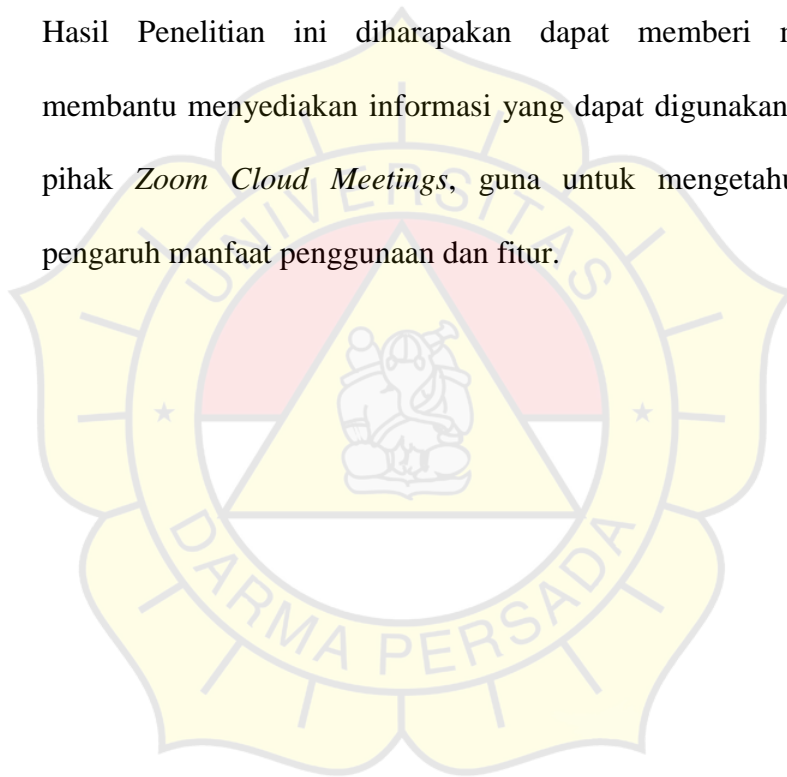 Hasil Penelitian ini diharapakan dapat memberi
membantu menyediakan informasi yang dapat digunakan
pihak Zoom Cloud Meetings, guna untuk
pengaruh manfaat penggunaan dan fitur.
UNIVERSITAS
DARMA PERSADA